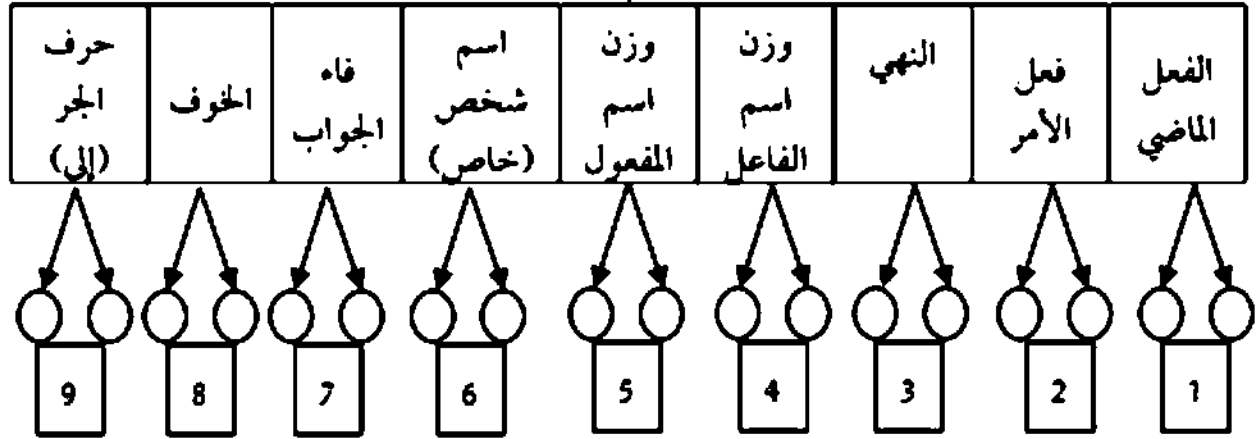 الفعل
الماضي
فعل
الأمر
النهي
وزن
اسم
الفاعل
وزن
اسم
المفعول
اسم
شخص
(خاص)
فاء
الجواب
الخوف
حرف
الجر
(إلى)
1
2
3
4
5
6
7
8
9